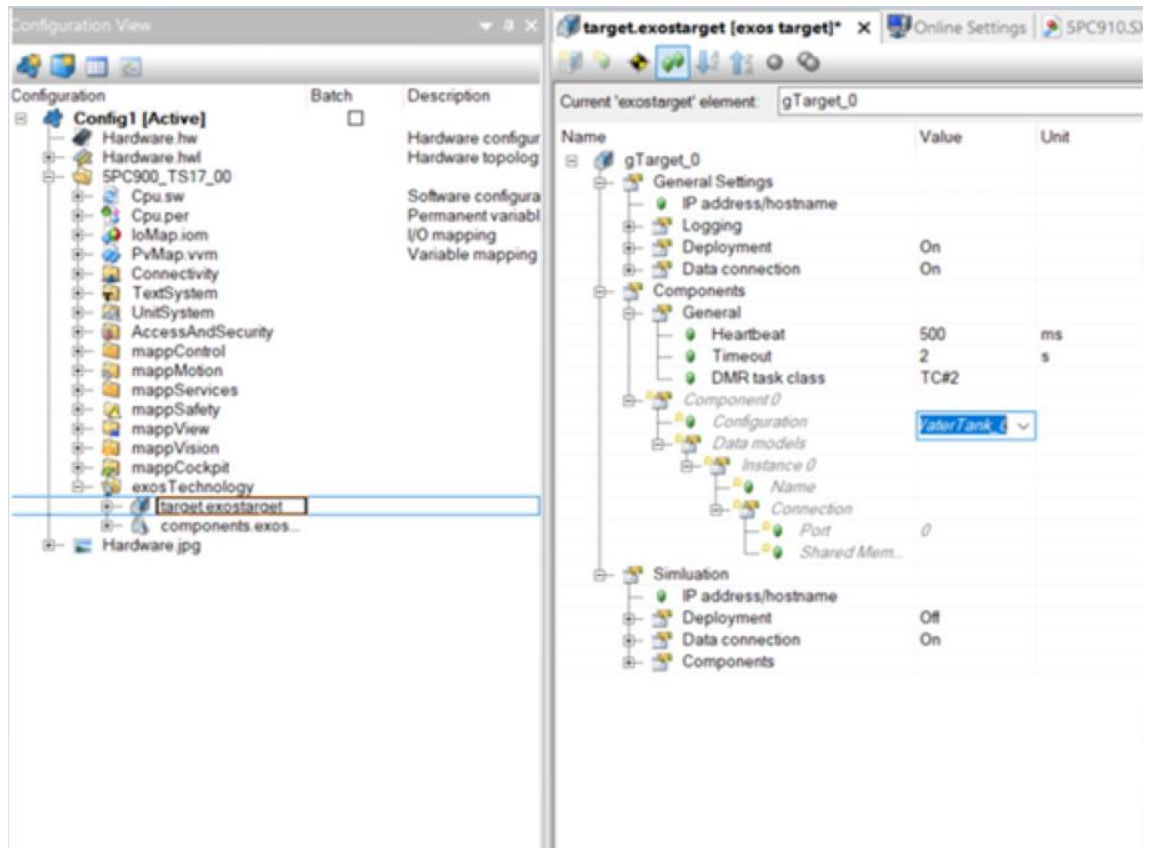 Configuration View
Configuration Batch Description
Config1 [Active]
Hardware.hw Hardware configur
Hardware.hwl Hardware topolog
5PC900_TS17_00
Cpu.sw Software configura
Cpu.per Permanent variabl
IoMap.iom I/O mapping
PvMap.vvm Variable mapping
Connectivity
TextSystem
UnitSystem
AccessAndSecurity
mappControl
mappMotion
mappServices
mappSafety
mappView
mappVision
mappCockpit
exosTechnology
target.exostarget
components.exos...
Hardware.jpg
target.exostarget [exos target]* X Online Settings 5PC910.SX
Current 'exostarget' element: gTarget_0
Name Value Unit
gTarget_0
General Settings
IP address/hostname
Logging
Deployment On
Data connection On
Components
General
Heartbeat 500 ms
Timeout 2 s
DMR task class TC#2
Component 0
Configuration VaterTank_0
Data models
Instance 0
Name
Connection
Port 0
Shared Mem...
Simluation
IP address/hostname
Deployment Off
Data connection On
Components